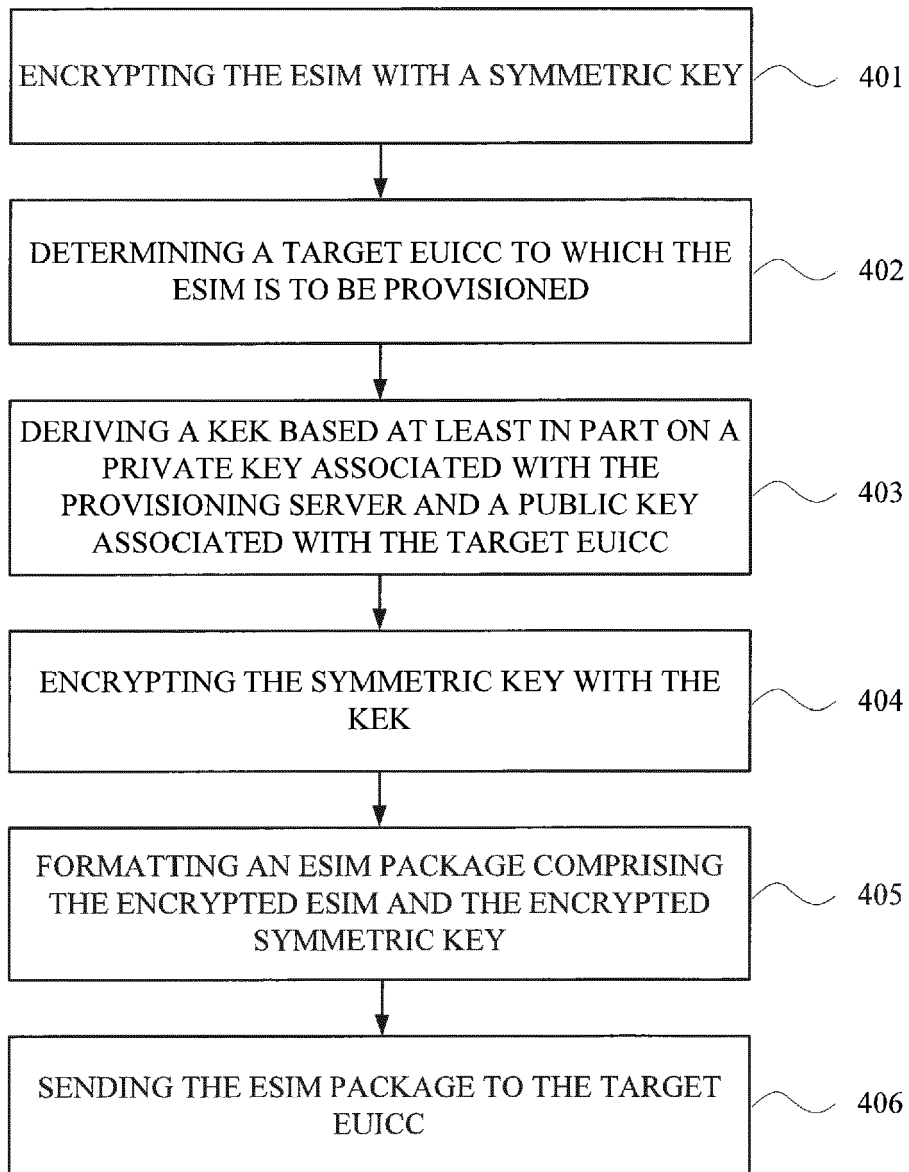 ENCRYPTING THE ESIM WITH A SYMMETRIC KEY
401
DETERMINING A TARGET EUICC TO WHICH THE
ESIM IS TO BE PROVISIONED
402
DERIVING A KEK BASED AT LEAST IN PART ON A
PRIVATE KEY ASSOCIATED WITH THE
PROVISIONING SERVER AND A PUBLIC KEY
ASSOCIATED WITH THE TARGET EUICC
403
ENCRYPTING THE SYMMETRIC KEY WITH THE
KEK
404
FORMATTING AN ESIM PACKAGE COMPRISING
THE ENCRYPTED ESIM AND THE ENCRYPTED
SYMMETRIC KEY
405
SENDING THE ESIM PACKAGE TO THE TARGET
EUICC
406